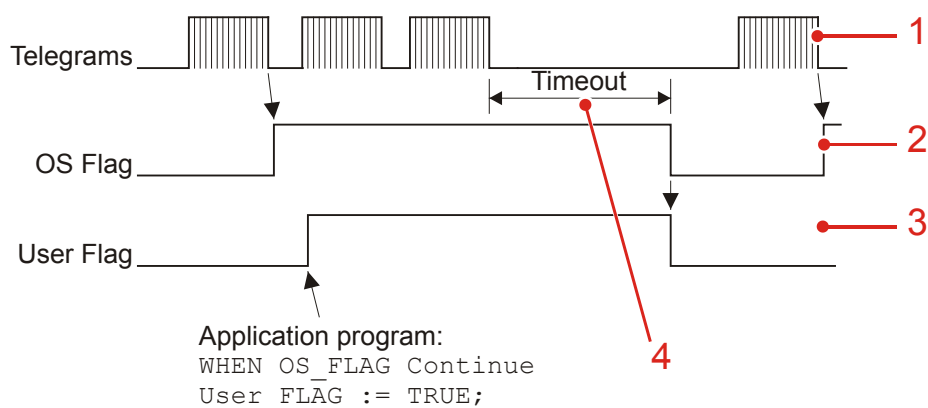 Telegrams
1
Timeout
OS Flag
2
User Flag
3
Application program:
WHEN OS_FLAG Continue
User FLAG := TRUE;
4